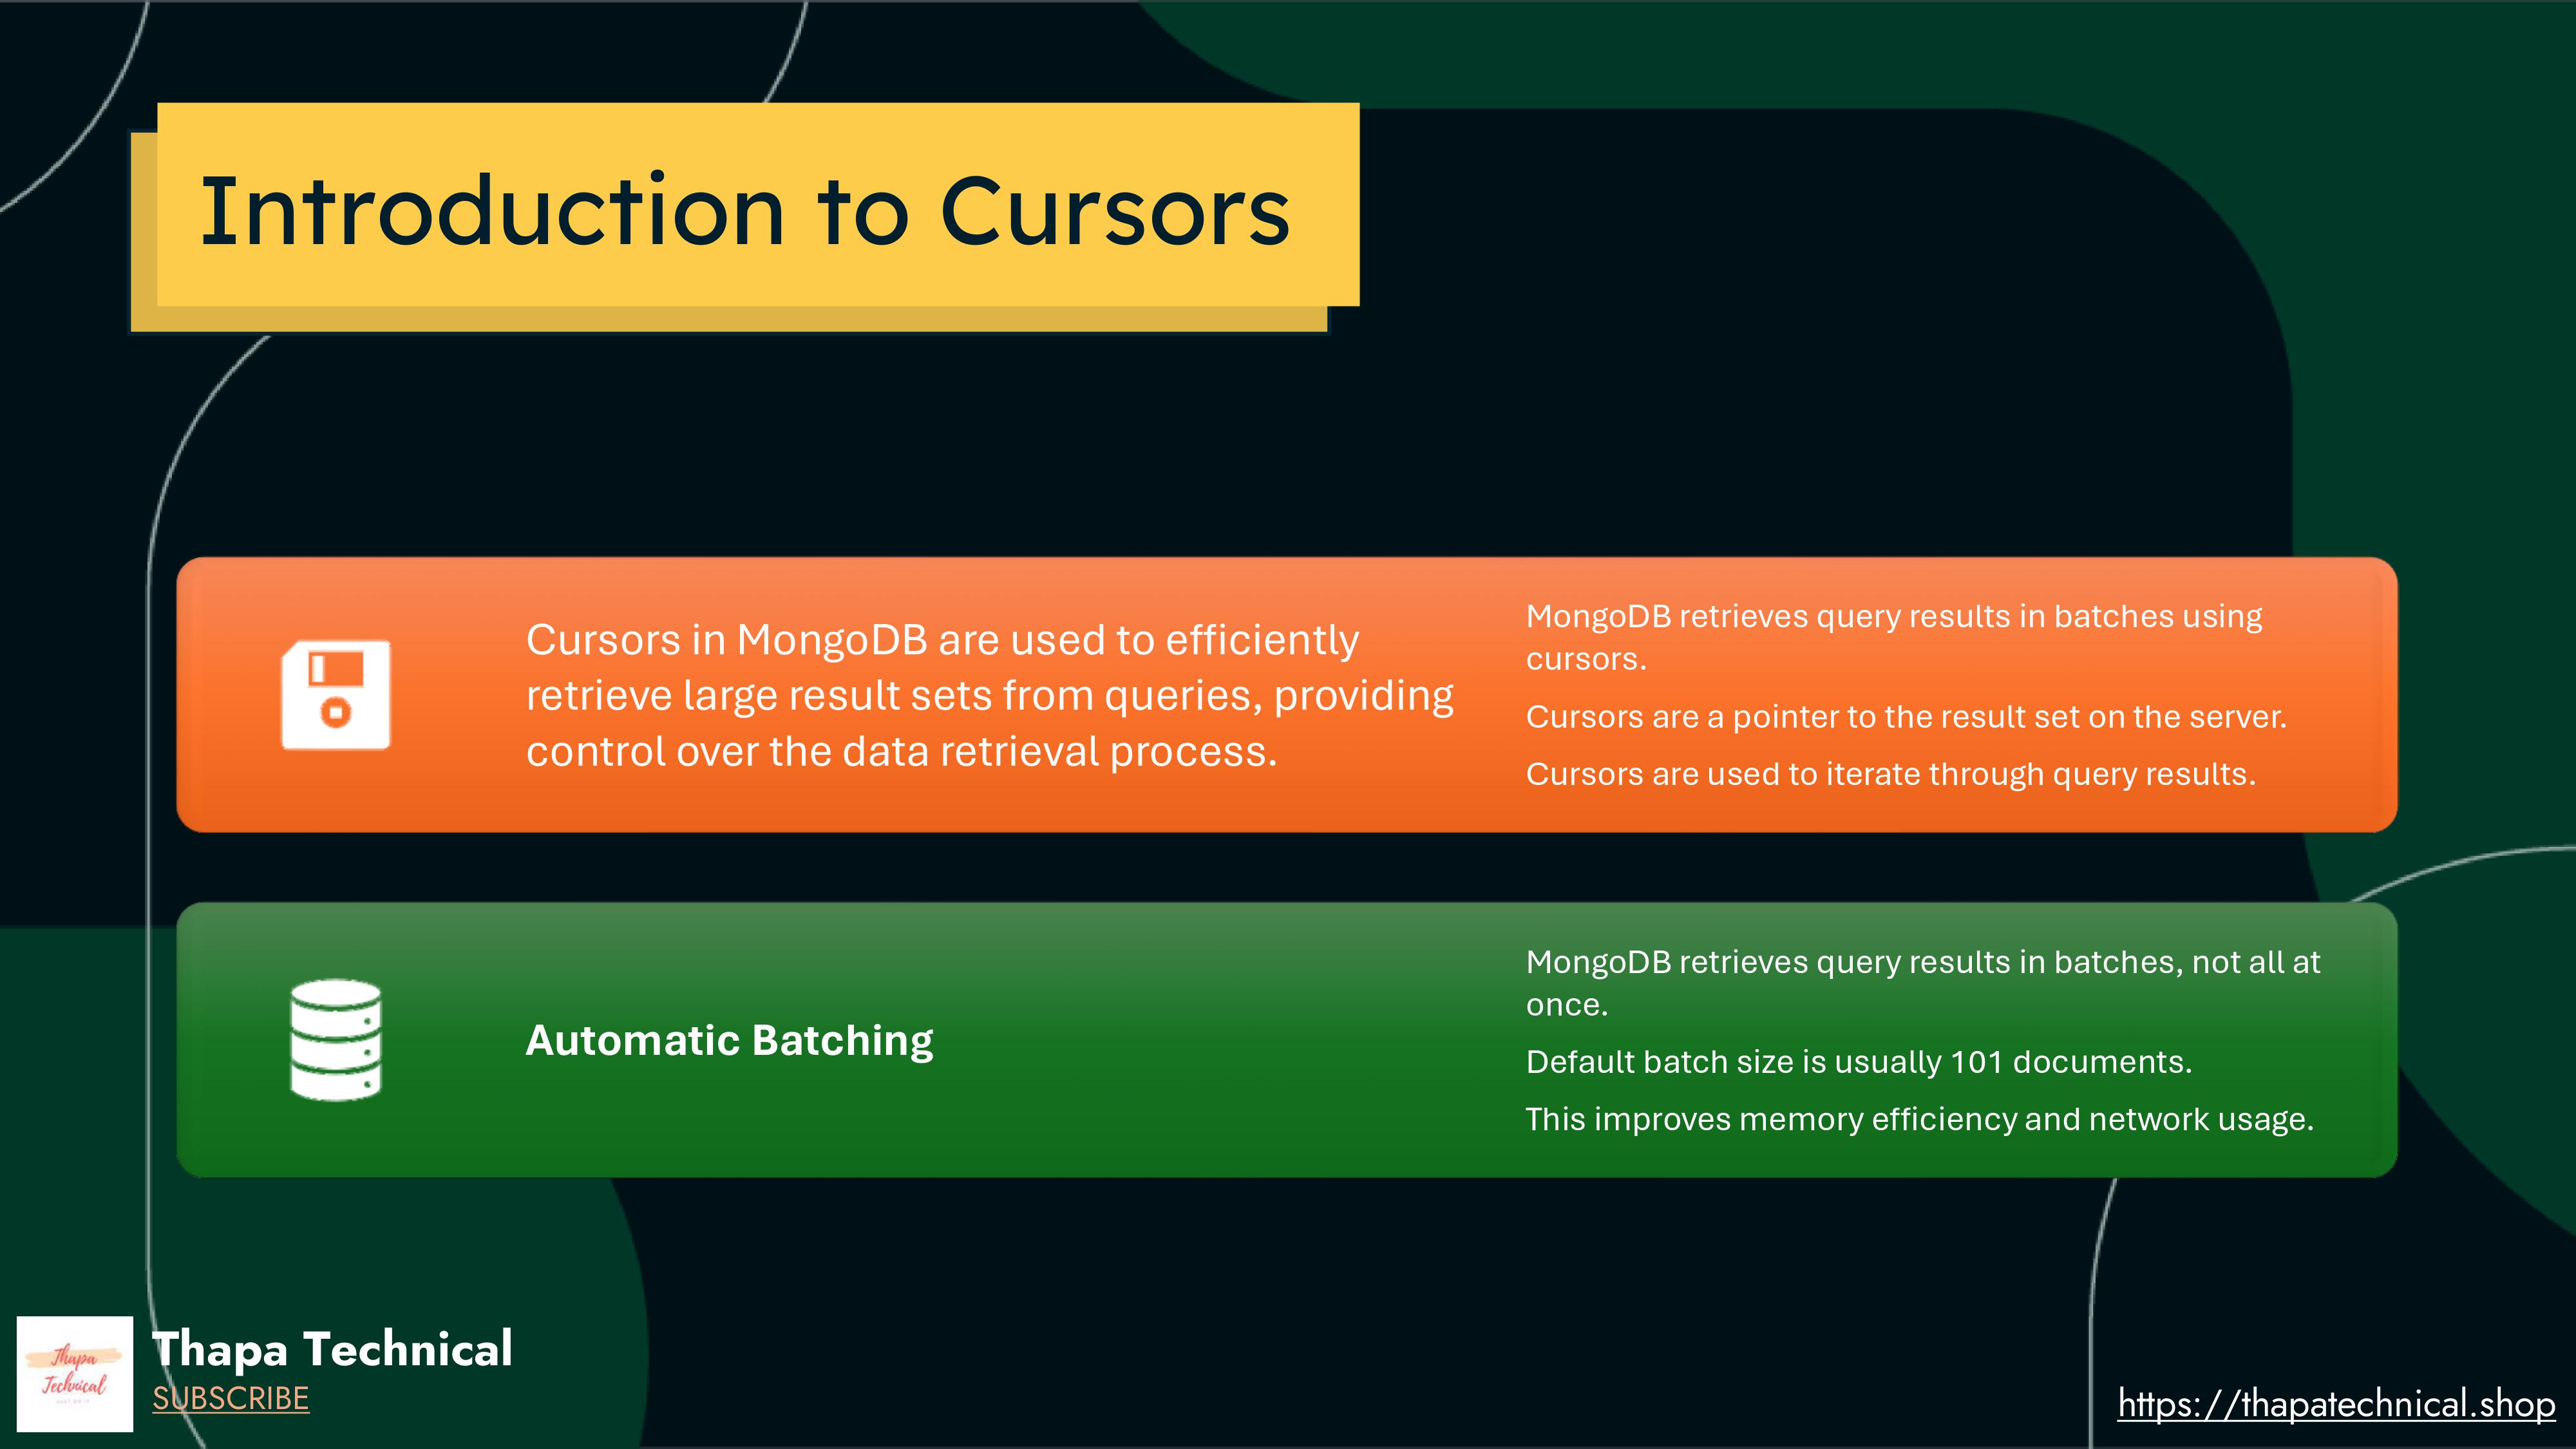 Introduction to Cursors
Cursors in MongoDB are used to efficiently
retrieve large result sets from queries, providing
control over the data retrieval process.
MongoDB retrieves query results in batches using
cursors.
Cursors are a pointer to the result set on the server.
Cursors are used to iterate through query results.
Automatic Batching
MongoDB retrieves query results in batches, not all at
once.
Default batch size is usually 101 documents.
This improves memory efficiency and network usage.
Thapa
Technical
Thapa Technical
SUBSCRIBE
https://thapatechnical.shop